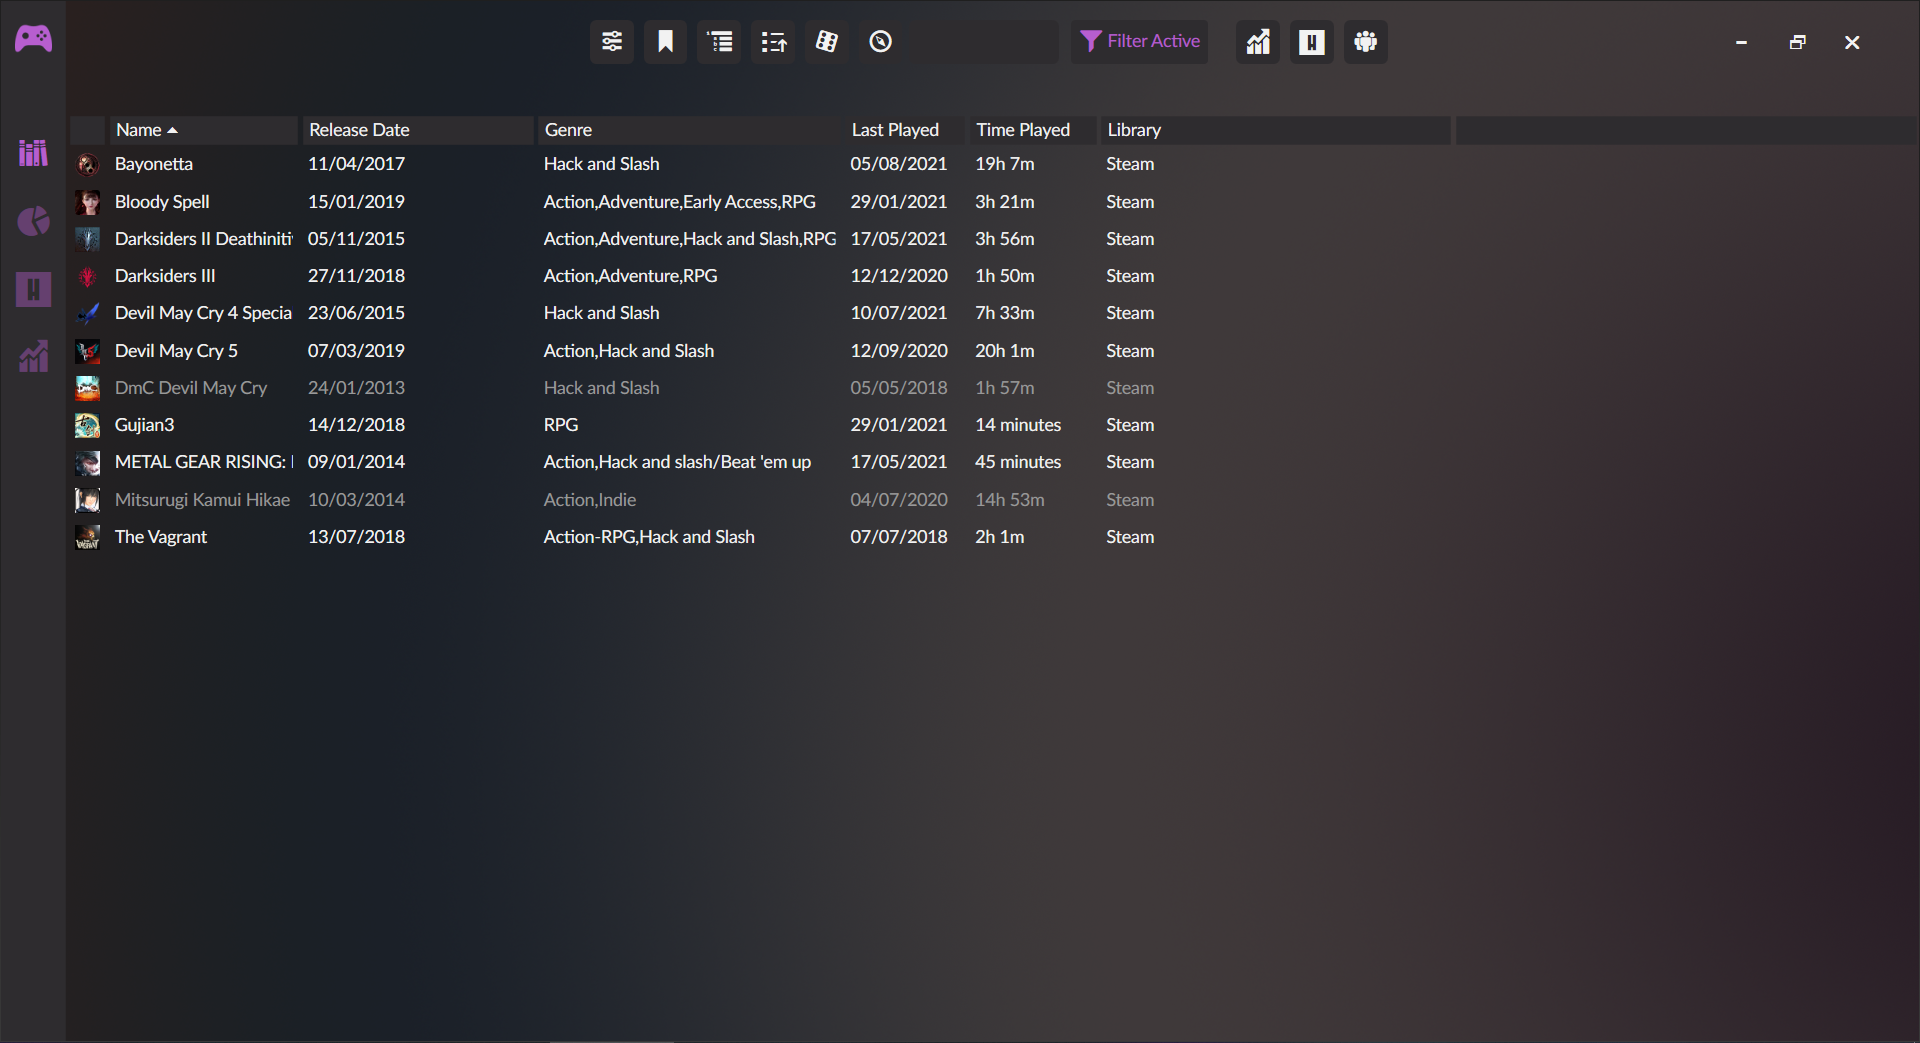 Filter Active
Name Release Date Genre Last Played Time Played Library
Bayonetta 11/04/2017 Hack and Slash 05/08/2021 19h 7m Steam
Bloody Spell 15/01/2019 Action,Adventure,Early Access,RPG 29/01/2021 3h 21m Steam
Darksiders II Deathiniti 05/11/2015 Action,Adventure,Hack and Slash,RPG 17/05/2021 3h 56m Steam
Darksiders III 27/11/2018 Action,Adventure,RPG 12/12/2020 1h 50m Steam
Devil May Cry 4 Specia 23/06/2015 Hack and Slash 10/07/2021 7h 33m Steam
Devil May Cry 5 07/03/2019 Action,Hack and Slash 12/09/2020 20h 1m Steam
DmC Devil May Cry 24/01/2013 Hack and Slash 05/05/2018 1h 57m Steam
Gujian3 14/12/2018 RPG 29/01/2021 14 minutes Steam
METAL GEAR RISING: 09/01/2014 Action,Hack and slash/Beat 'em up 17/05/2021 45 minutes Steam
Mitsurugi Kamui Hikae 10/03/2014 Action,Indie 04/07/2020 14h 53m Steam
The Vagrant 13/07/2018 Action-RPG,Hack and Slash 07/07/2018 2h 1m Steam